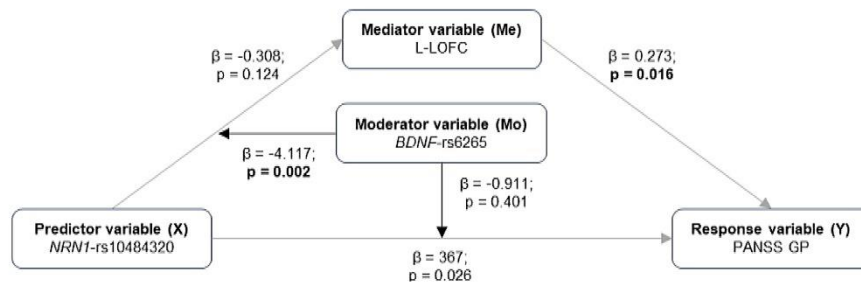 Mediator variable (Me)
L-LOFC
β = -0.308;
p = 0.124
β = 0.273;
p = 0.016
Moderator variable (Mo)
BDNF-rs6265
β = -4.117;
p = 0.002
β = -0.911;
p = 0.401
Predictor variable (X)
NRN1-rs10484320
Response variable (Y)
PANSS GP
β = 367;
p = 0.026